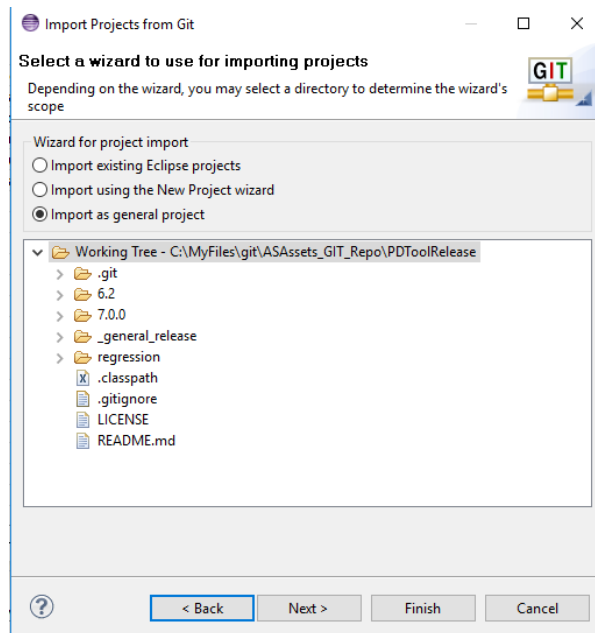 Import Projects from Git
Select a wizard to use for importing projects
GIT
Depending on the wizard, you may select a directory to determine the wizard's
scope
Wizard for project import
Import existing Eclipse projects
Import using the New Project wizard
Import as general project
Working Tree - C:\MyFiles\git\ASAssets_GIT_Repo\PDToolRelease
.git
6.2
7.0.0
_general_release
regression
X .classpath
.gitignore
LICENSE
README.md
? < Back Next > Finish Cancel